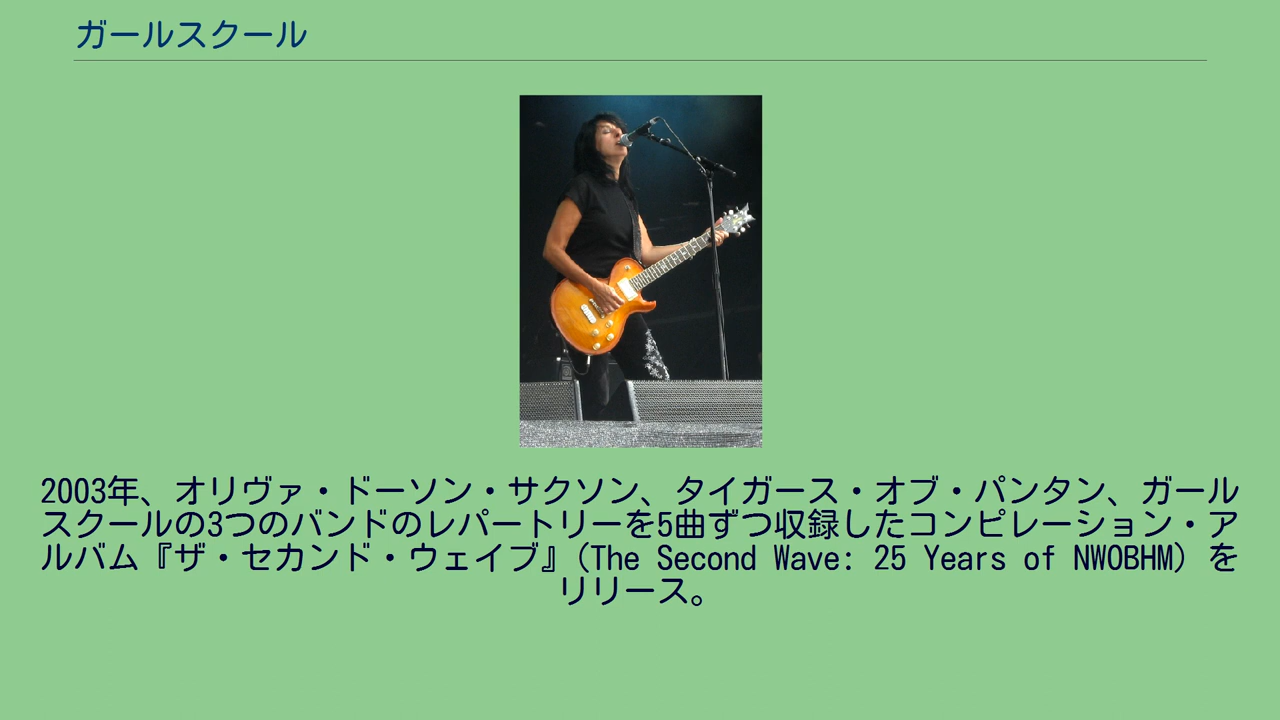 ガールスクール
2003年、オリヴァ・ドーソン・サクソン、タイガース・オブ・パンタン、ガール
スクールの3つのバンドのレパートリーを5曲ずつ収録したコンピレーション・ア
ルバム『ザ・セカンド・ウェイブ』(The Second Wave: 25 Years of NWOBHM) を
リリース。